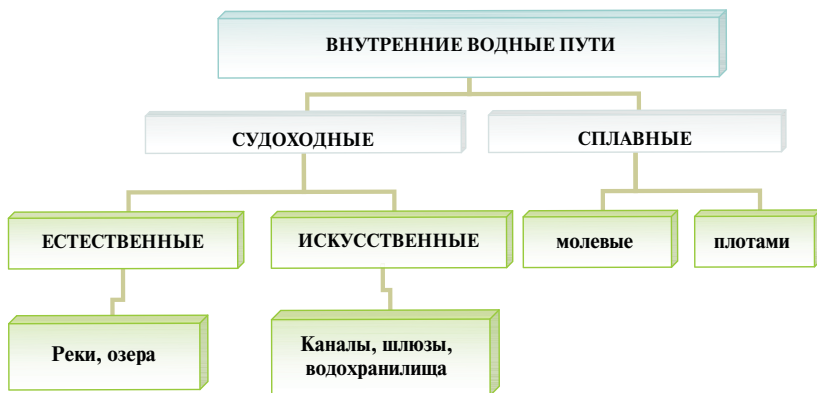 ВНУТРЕННИЕ ВОДНЫЕ ПУТИ
СУДОХОДНЫЕ
СПЛАВНЫЕ
ЕСТЕСТВЕННЫЕ
ИСКУССТВЕННЫЕ
молевые
плотами
Реки, озера
Каналы, шлюзы,
водохранилища